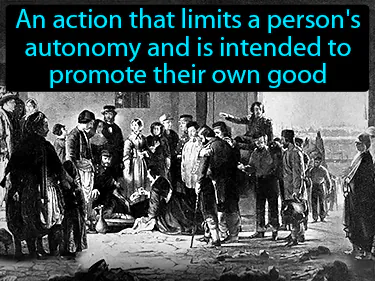 An action that limits a person's
autonomy and is intended to
promote their own good